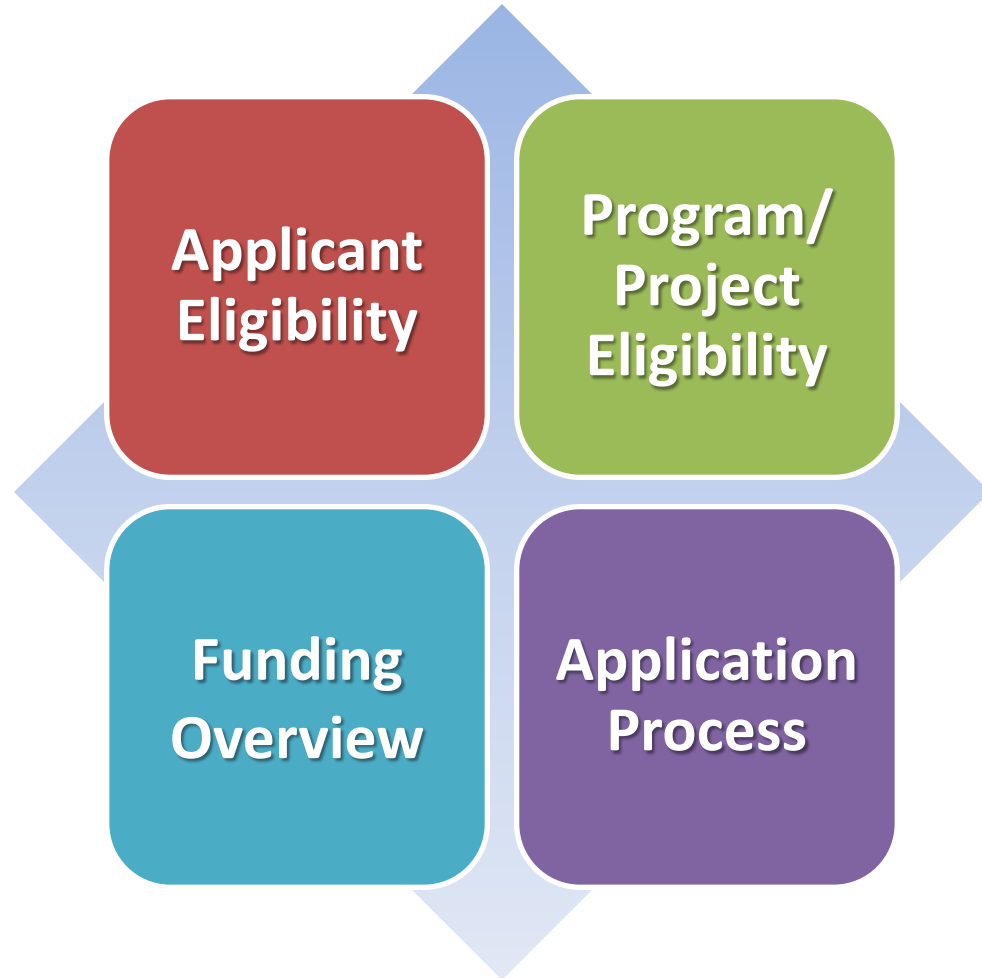 Applicant
Eligibility
Program/
Project
Eligibility
Funding
Overview
Application
Process